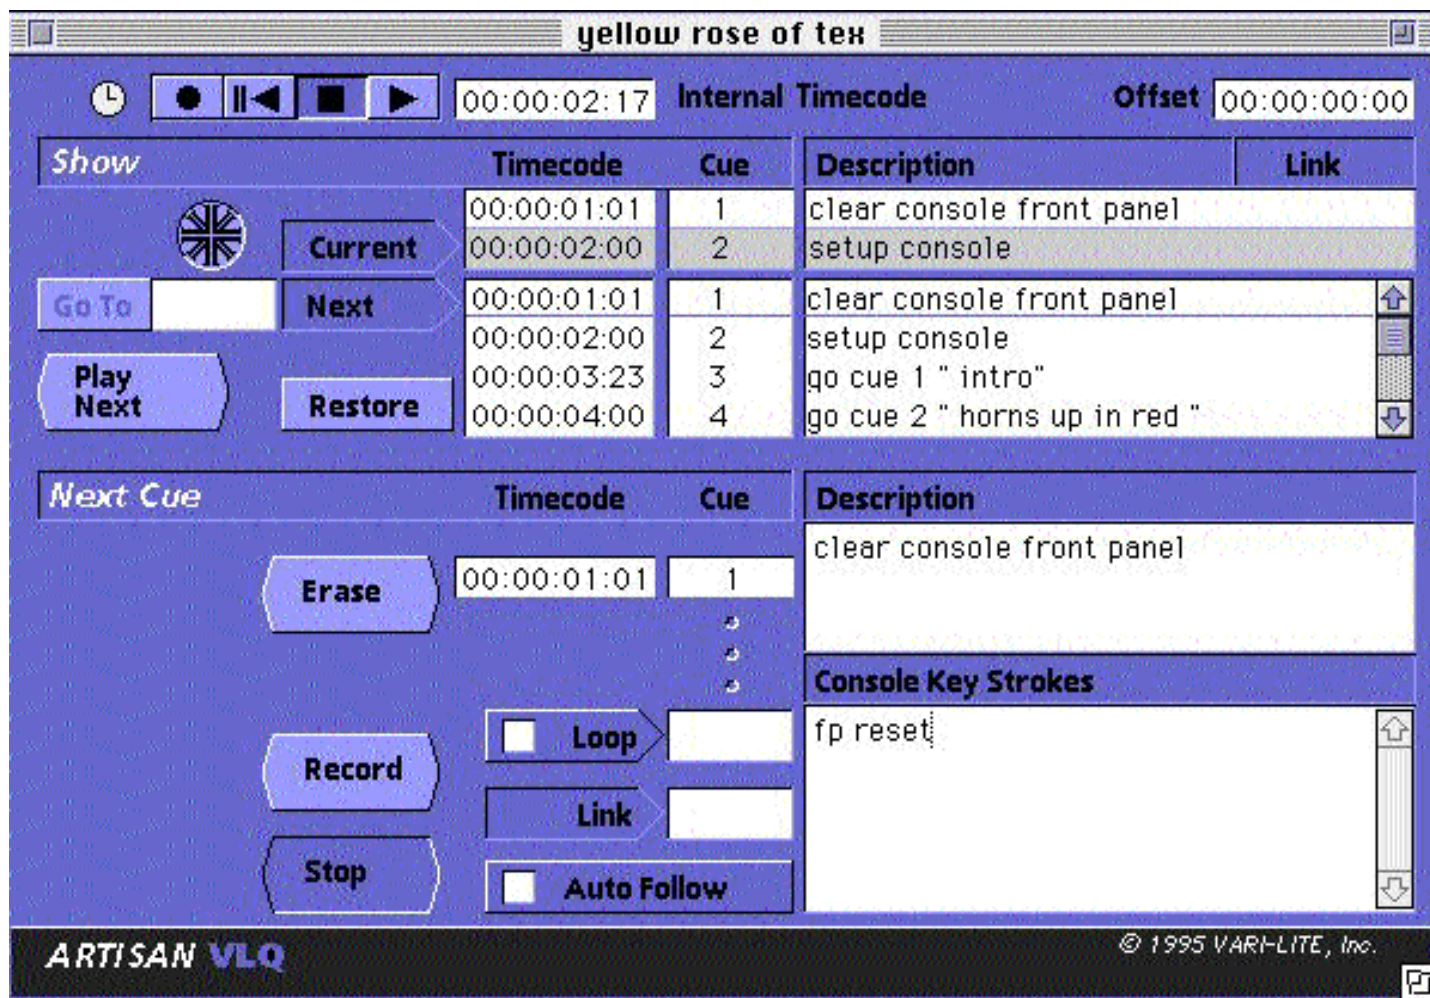 yellow rose of tex
00:00:02:17 Internal Timecode Offset 00:00:00:00
Show Timecode Cue Description Link
00:00:01:01 1 clear console front panel
Current 00:00:02:00 2 setup console
Go To Next 00:00:01:01 1 clear console front panel
00:00:02:00 2 setup console
Play Next Restore
00:00:03:23 3 go cue 1 " intro"
00:00:04:00 4 go cue 2 " horns up in red "
Next Cue Timecode Cue Description
Erase 00:00:01:01 1 clear console front panel
Console Key Strokes
Loop fp reset
Record
Link
Stop
Auto Follow
ARTISAN VLQ © 1995 VARI-LITE, Inc.